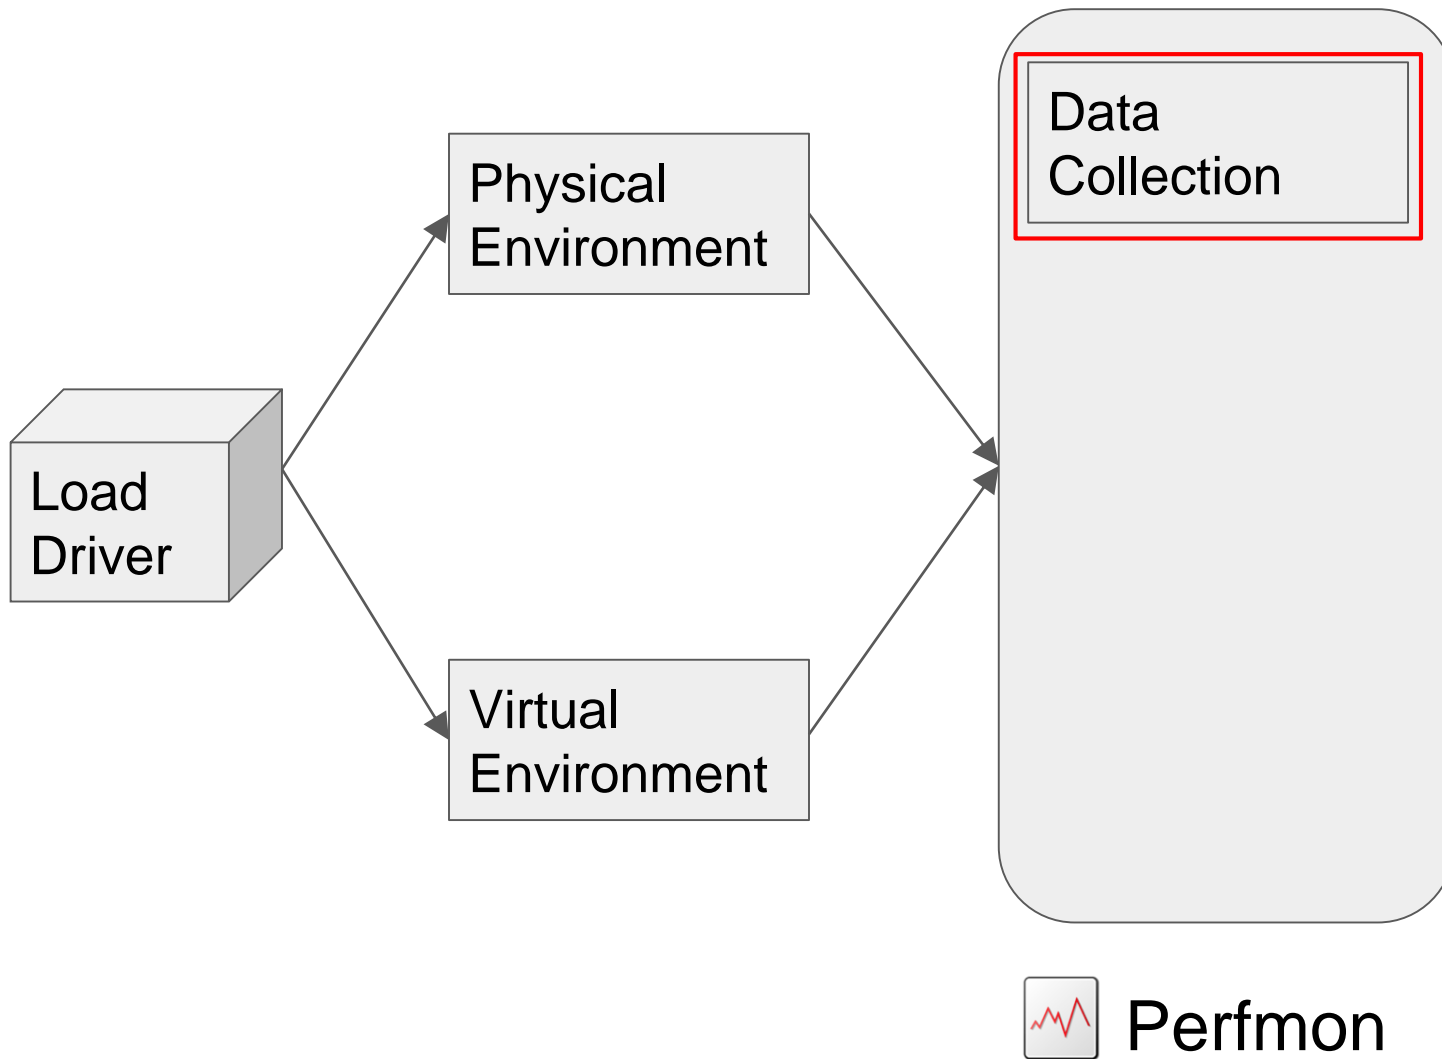 Data
Collection
Physical
Environment
Load
Driver
Virtual
Environment
Perfmon